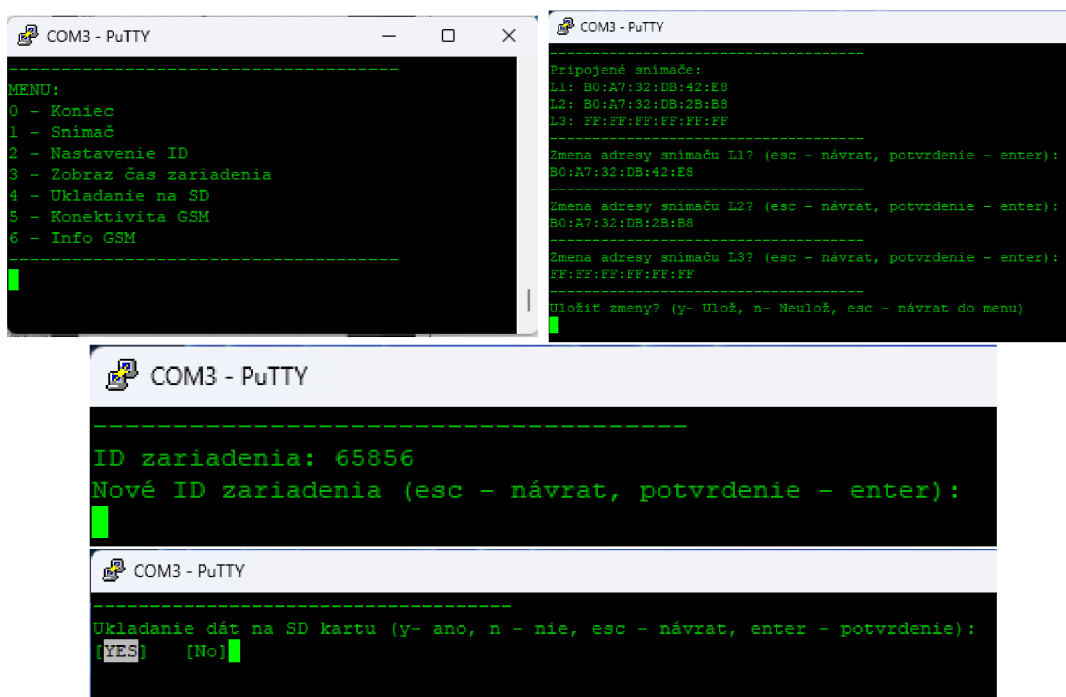 COM3 - PuTTY
------------------------------------
MENU:
0 - Koniec
1 - Snímač
2 - Nastavenie ID
3 - Zobraz čas zariadenia
4 - Ukladanie na SD
5 - Konektivita GSM
6 - Info GSM
------------------------------------
COM3 - PuTTY
------------------------------------
Pripojené snímače:
L1: B0:A7:32:DB:42:E8
L2: B0:A7:32:DB:2B:B8
L3: FF:FF:FF:FF:FF:FF
------------------------------------
Zmena adresy snímaču L1? (esc - návrat, potvrdenie - enter):
B0:A7:32:DB:42:E8
------------------------------------
Zmena adresy snímaču L2? (esc - návrat, potvrdenie - enter):
B0:A7:32:DB:2B:B8
------------------------------------
Zmena adresy snímaču L3? (esc - návrat, potvrdenie - enter):
FF:FF:FF:FF:FF:FF
------------------------------------
Uložiť zmeny? (y- Ulož, n- Neulož, esc - návrat do menu)
COM3 - PuTTY
------------------------------------
ID zariadenia: 65856
Nové ID zariadenia (esc - návrat, potvrdenie - enter):
COM3 - PuTTY
------------------------------------
Ukladanie dát na SD kartu (y- ano, n - nie, esc - návrat, enter - potvrdenie):
[YES] [No]